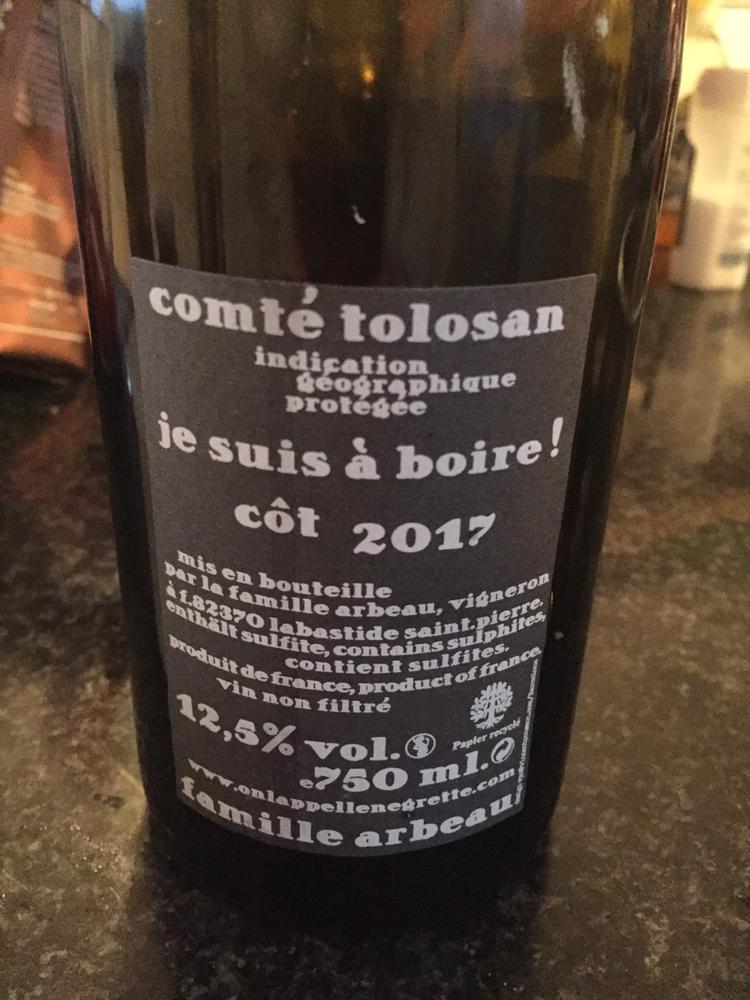 comté tolosan
indication
géographique
protégée
je suis à boire!
côt 2017
mis en bouteille
par la famille arbeau, vigneron
à f.82370 labastide saint.pierre.
enthält sulfite, contains sulphites,
contient sulfites.
produit de france, product of france.
vin non filtré
12,5% vol.
Papier recyclé
e750 ml.
www.onlappellenegrette.com
famille arbeau